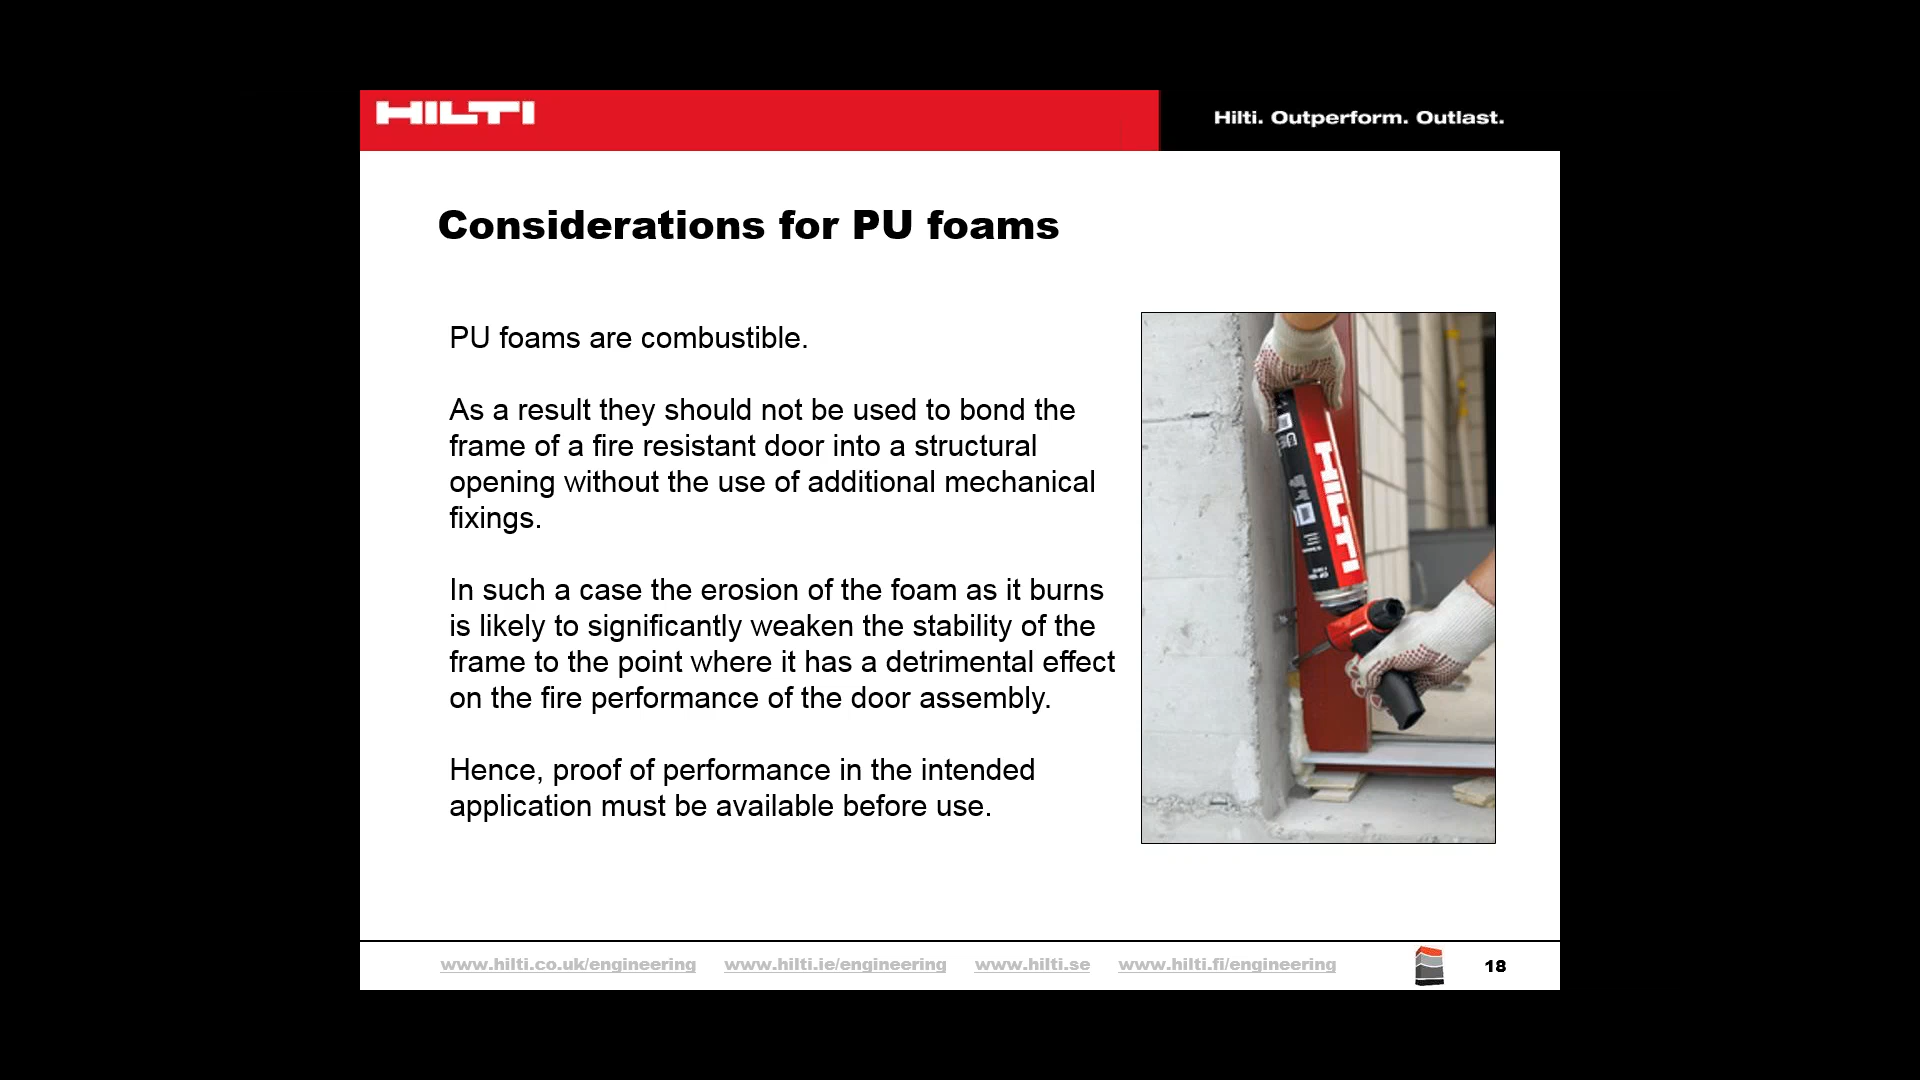 HILTI
Hilti. Outperform. Outlast.
Considerations for PU foams
PU foams are combustible.
As a result they should not be used to bond the
frame of a fire resistant door into a structural
opening without the use of additional mechanical
fixings.
In such a case the erosion of the foam as it burns
is likely to significantly weaken the stability of the
frame to the point where it has a detrimental effect
on the fire performance of the door assembly.
Hence, proof of performance in the intended
application must be available before use.
HILTI
www.hilti.co.uk/engineering www.hilti.ie/engineering www.hilti.se www.hilti.fi/engineering 18